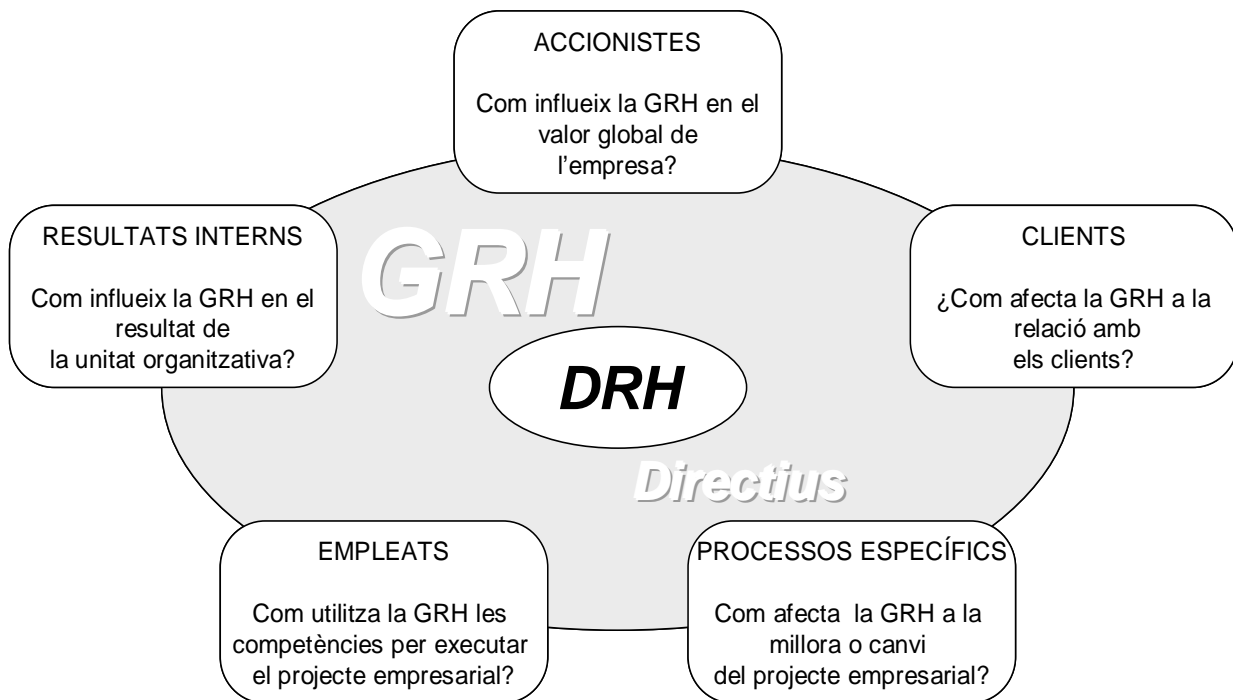 ACCIONISTES
Com influeix la GRH en el
valor global de
l’empresa?
RESULTATS INTERNS
Com influeix la GRH en el
resultat de
la unitat organitzativa?
GRH
CLIENTS
¿Com afecta la GRH a la
relació amb
els clients?
DRH
Directius
EMPLEATS
Com utilitza la GRH les
competències per executar
el projecte empresarial?
PROCESSOS ESPECÍFICS
Com afecta la GRH a la
millora o canvi
del projecte empresarial?